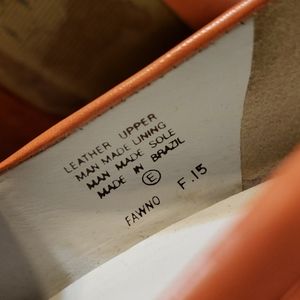 LEATHER UPPER
MAN MADE LINING
MAN MADE SOLE
MADE IN BRAZIL
E
FAWNO F.15